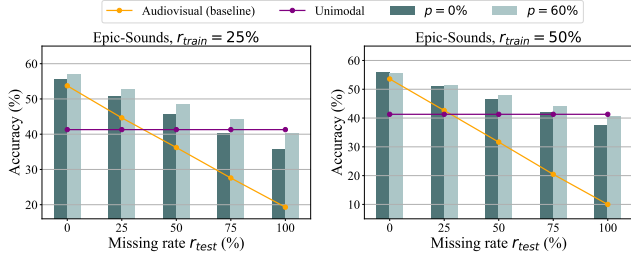 Audiovisual (baseline) Unimodal p = 0% p = 60%
Epic-Sounds, r_train = 25%
60
50
40
30
20
Accuracy (%)
0 25 50 75 100
Missing rate r_test (%)
Epic-Sounds, r_train = 50%
60
50
40
30
20
10
Accuracy (%)
0 25 50 75 100
Missing rate r_test (%)